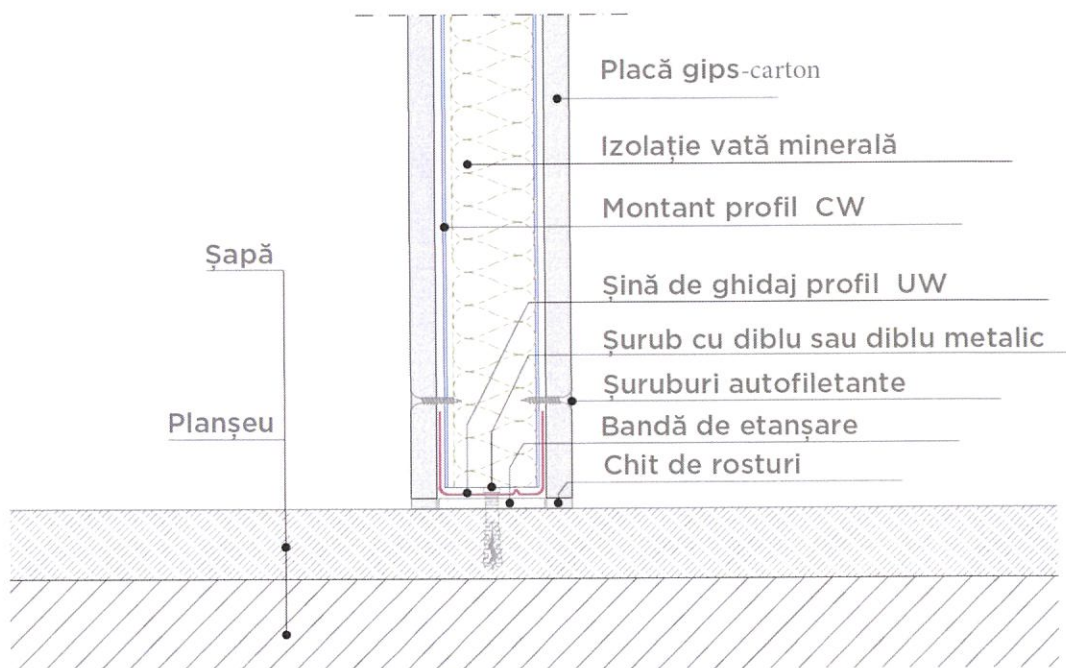 Placă gips-carton
Izolație vată minerală
Montant profil CW
Șapă
Șină de ghidaj profil UW
Șurub cu diblu sau diblu metalic
Șuruburi autofiletante
Planșeu
Bandă de etanșare
Chit de rosturi